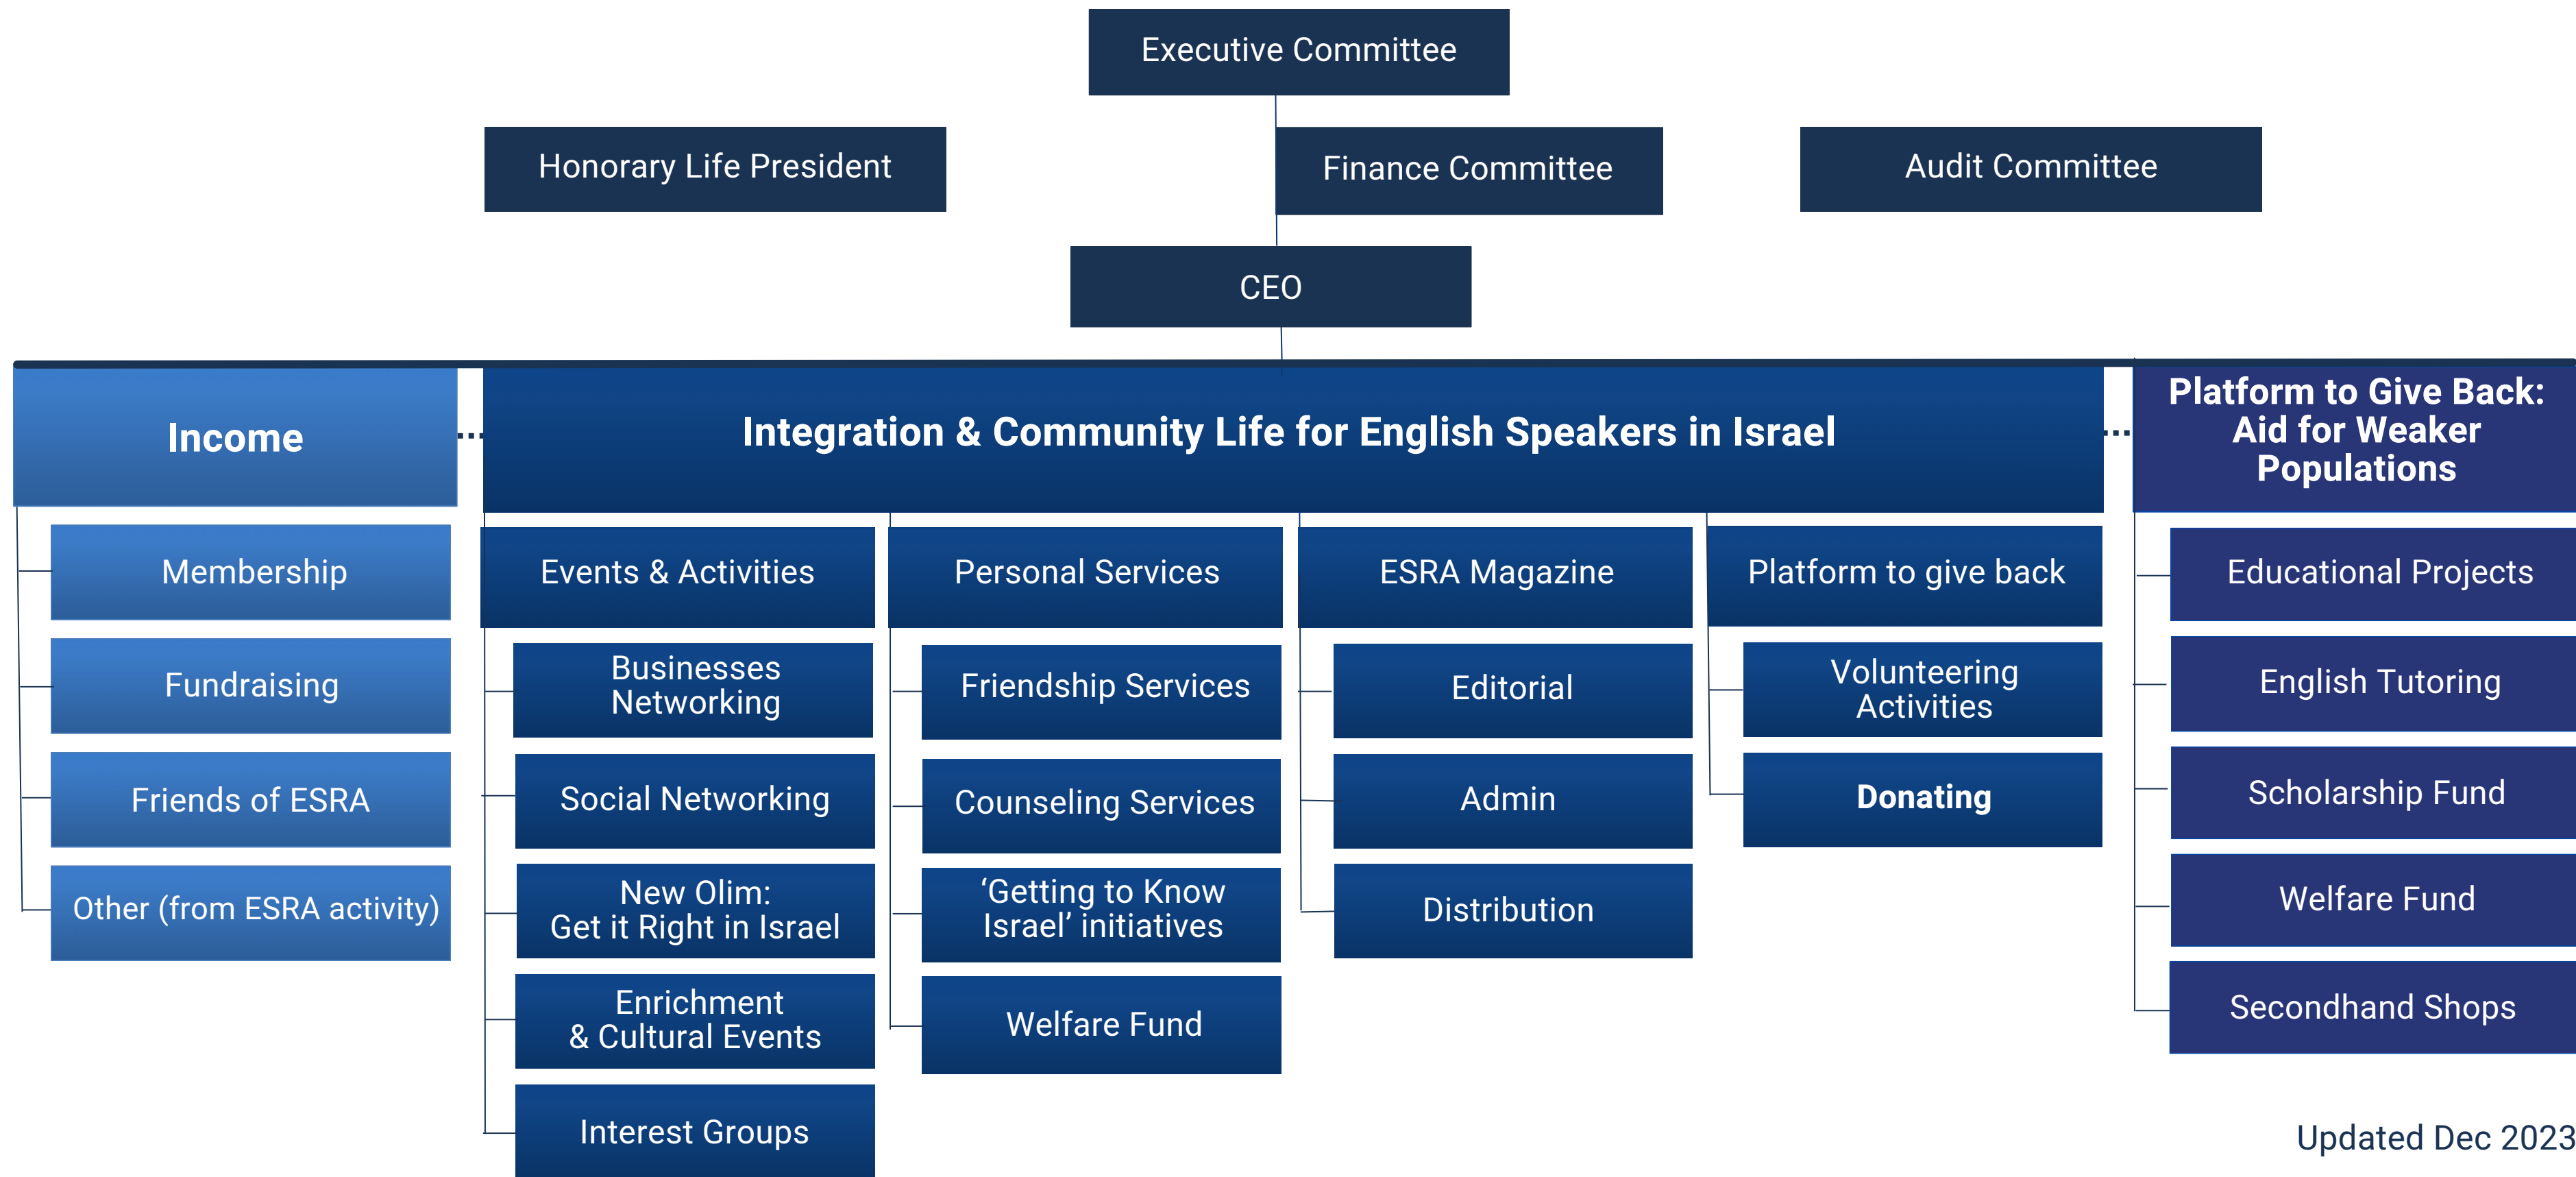 Executive Committee
Honorary Life President
Finance Committee
Audit Committee
CEO
Income
Integration & Community Life for English Speakers in Israel
Platform to Give Back:
Aid for Weaker
Populations
Membership
Fundraising
Friends of ESRA
Other (from ESRA activity)
Events & Activities
Businesses
Networking
Social Networking
New Olim:
Get it Right in Israel
Enrichment
& Cultural Events
Interest Groups
Personal Services
Friendship Services
Counseling Services
‘Getting to Know
Israel’ initiatives
Welfare Fund
ESRA Magazine
Editorial
Admin
Distribution
Platform to give back
Volunteering
Activities
Donating
Educational Projects
English Tutoring
Scholarship Fund
Welfare Fund
Secondhand Shops
Updated Dec 2023